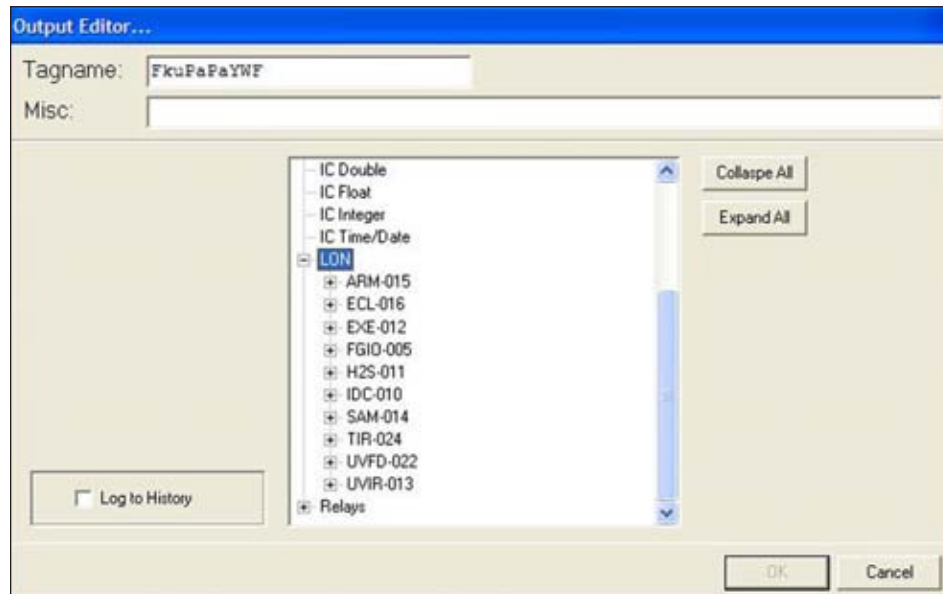 Output Editor...
Tagname: FkuPaPaYWF
Misc:
IC Double
IC Float
IC Integer
IC Time/Date
LON
ARM-015
ECL-016
EXE-012
FGIO-005
H2S-011
IDC-010
SAM-014
TIR-024
UVFD-022
UVIR-013
Relays
Collaspe All
Expand All
Log to History
OK
Cancel